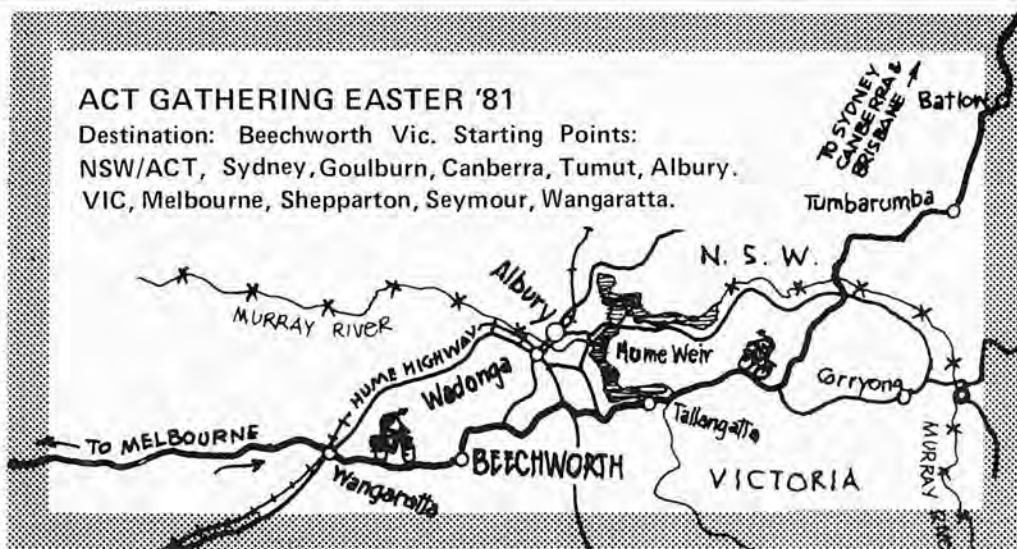 ACT GATHERING EASTER '81
Destination: Beechworth Vic. Starting Points:
NSW/ACT, Sydney, Goulburn, Canberra, Tumut, Albury.
VIC, Melbourne, Shepparton, Seymour, Wangaratta.
TO SYDNEY
CANBERRA &
BRISBANE
Batlow
Tumbarumba
N. S. W.
Albury
MURRAY RIVER
HUME HIGHWAY
Wodonga
Hume Weir
Corryong
Tallangatta
TO MELBOURNE
BEECHWORTH
Wangaratta
VICTORIA
MURRAY